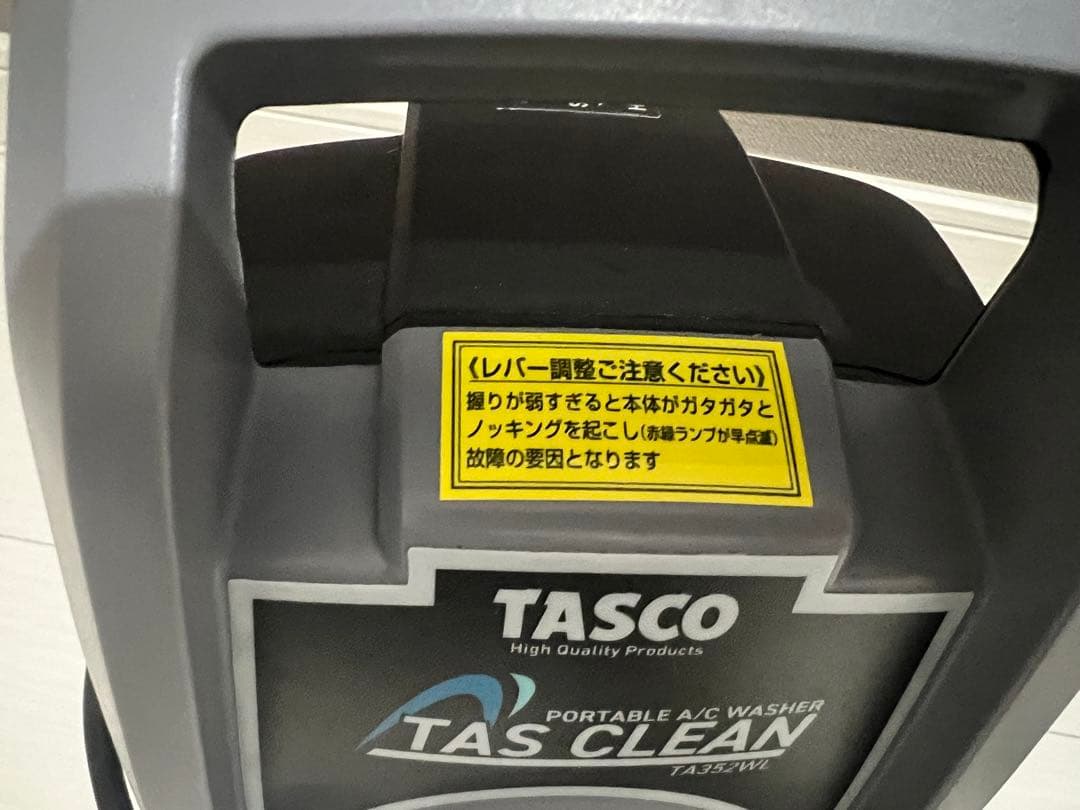 《レバー調整ご注意ください》
握りが弱すぎると本体がガタガタと
ノッキングを起こし(赤緑ランプが早点滅)
故障の要因となります
TASCO
High Quality Products
PORTABLE A/C WASHER
TAS CLEAN
TA352WL